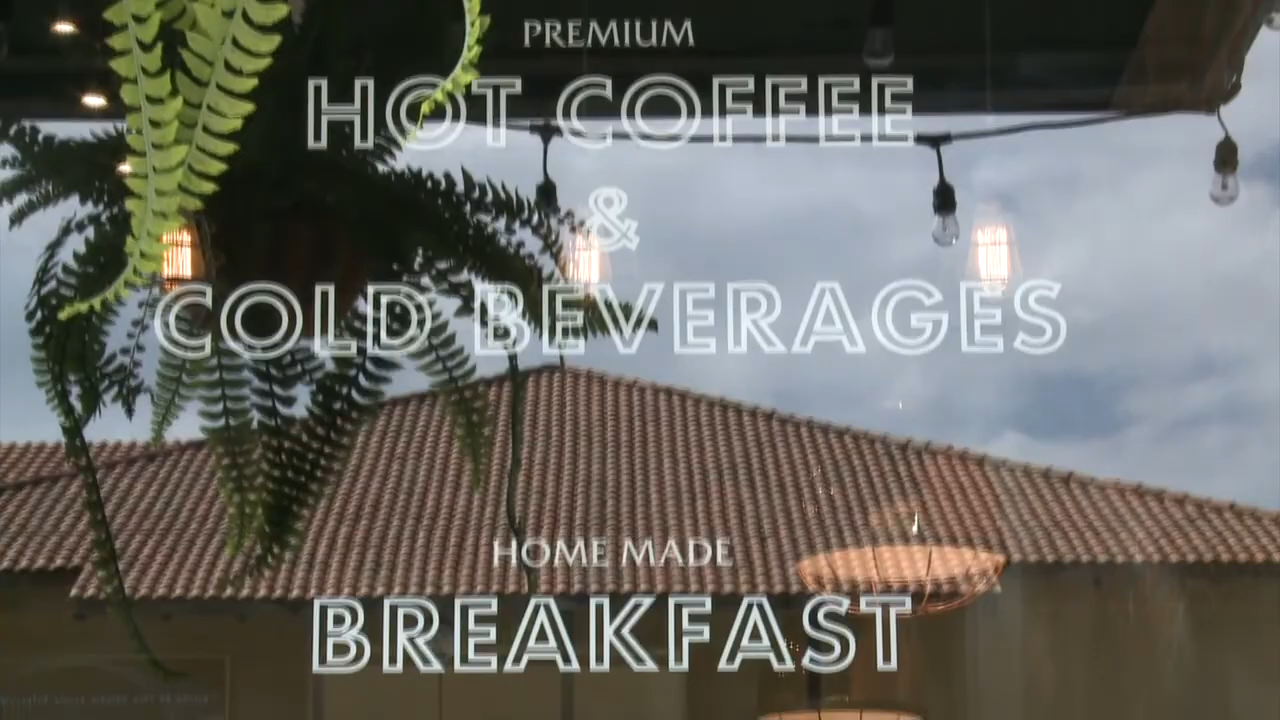 PREMIUM
HOT COFFEE
&
COLD BEVERAGES
HOME MADE
BREAKFAST